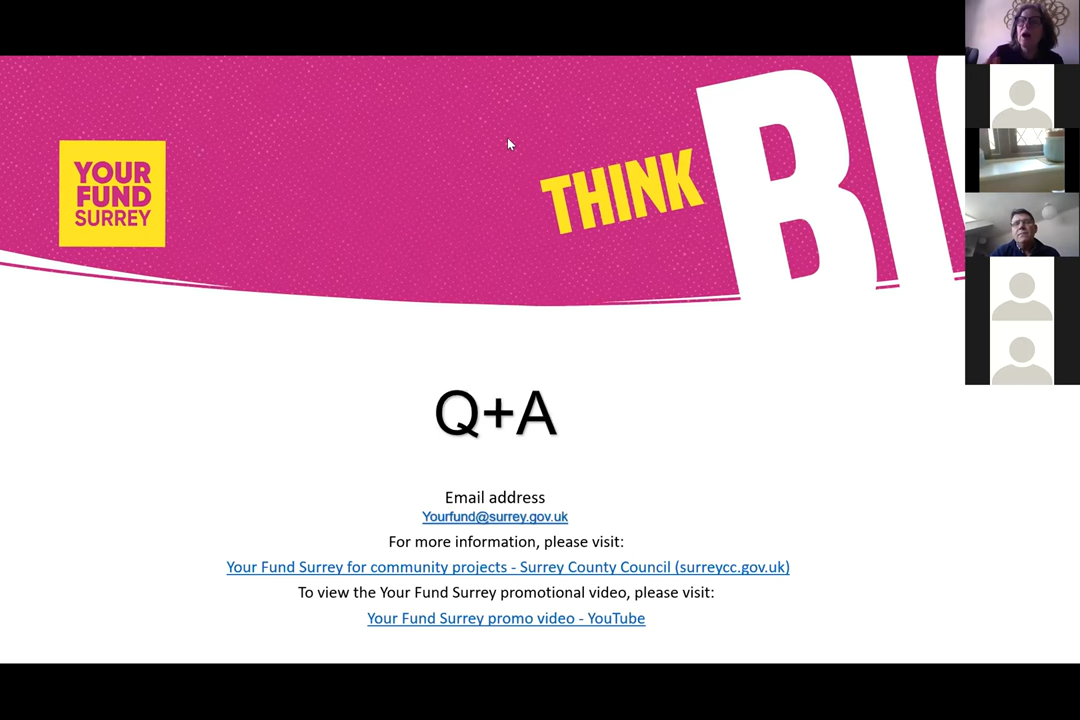 YOUR
FUND
SURREY
THINK
BI
Q+A
Email address
Yourfund@surrey.gov.uk
For more information, please visit:
Your Fund Surrey for community projects - Surrey County Council (surreycc.gov.uk)
To view the Your Fund Surrey promotional video, please visit:
Your Fund Surrey promo video - YouTube